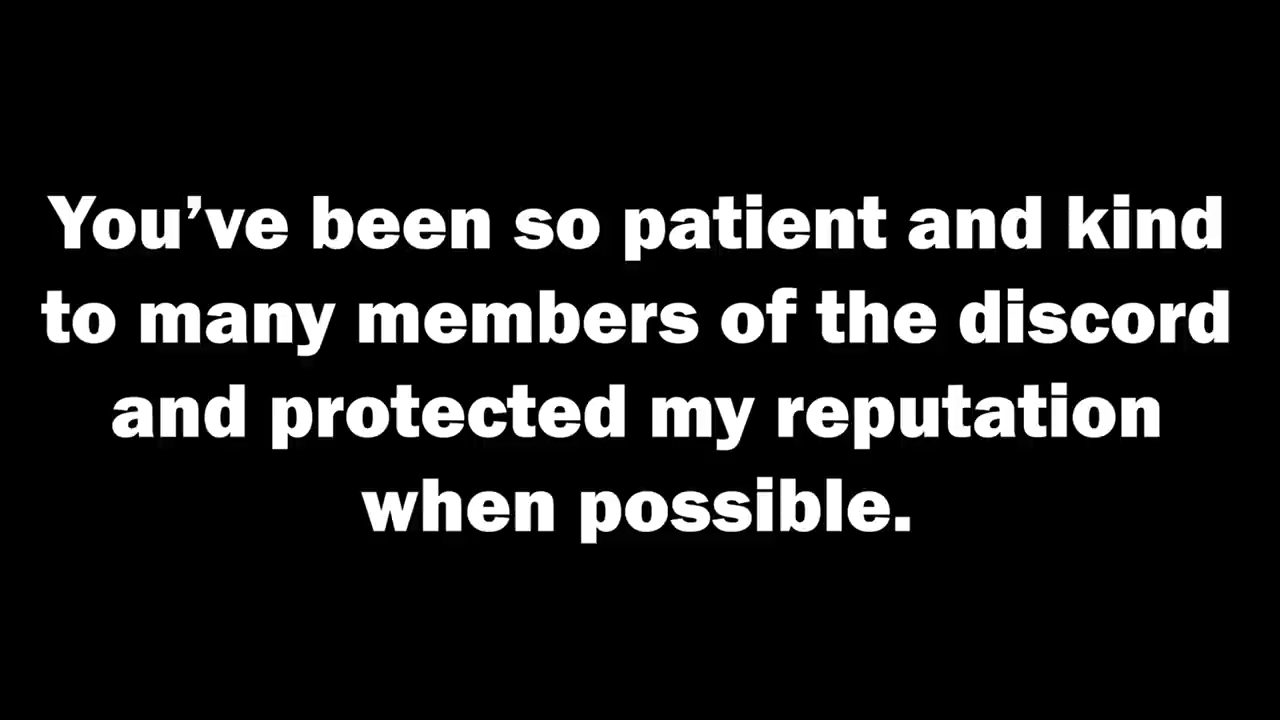 You’ve been so patient and kind
to many members of the discord
and protected my reputation
when possible.